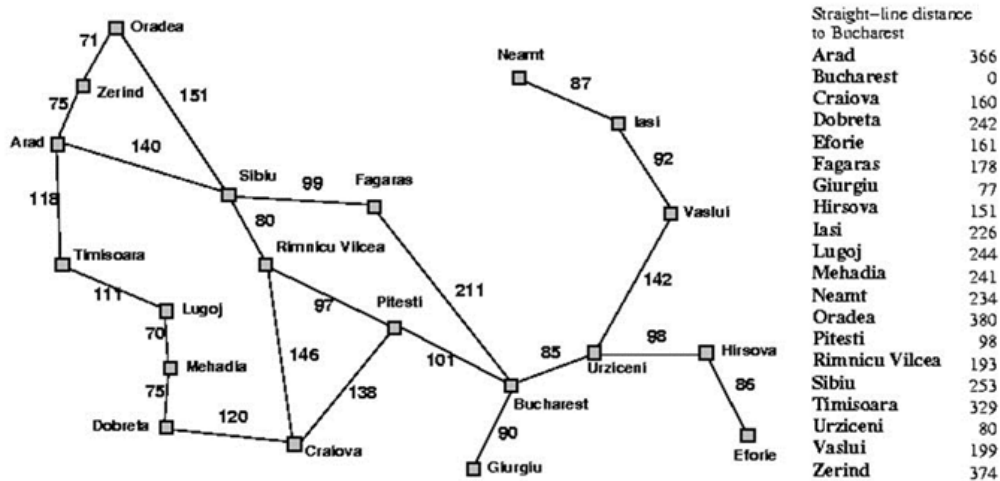 Oradea
71
Zerind
75
151
Arad
140
118
Sibiu
99
Fagaras
80
Rimnicu Vilcea
Timisoara
111
Lugoj
70
Mehadia
75
Dobreta
120
97
Pitesti
146
138
101
Craiova
211
Neamt
87
Iasi
92
Vaslui
142
85
98
Hirsova
Urziceni
86
Bucharest
90
Giurgiu
Eforie
Straight-line distance
to Bucharest
Arad 366
Bucharest 0
Craiova 160
Dobreta 242
Eforie 161
Fagaras 178
Giurgiu 77
Hirsova 151
Iasi 226
Lugoj 244
Mehadia 241
Neamt 234
Oradea 380
Pitesti 98
Rimnicu Vilcea 193
Sibiu 253
Timisoara 329
Urziceni 80
Vaslui 199
Zerind 374